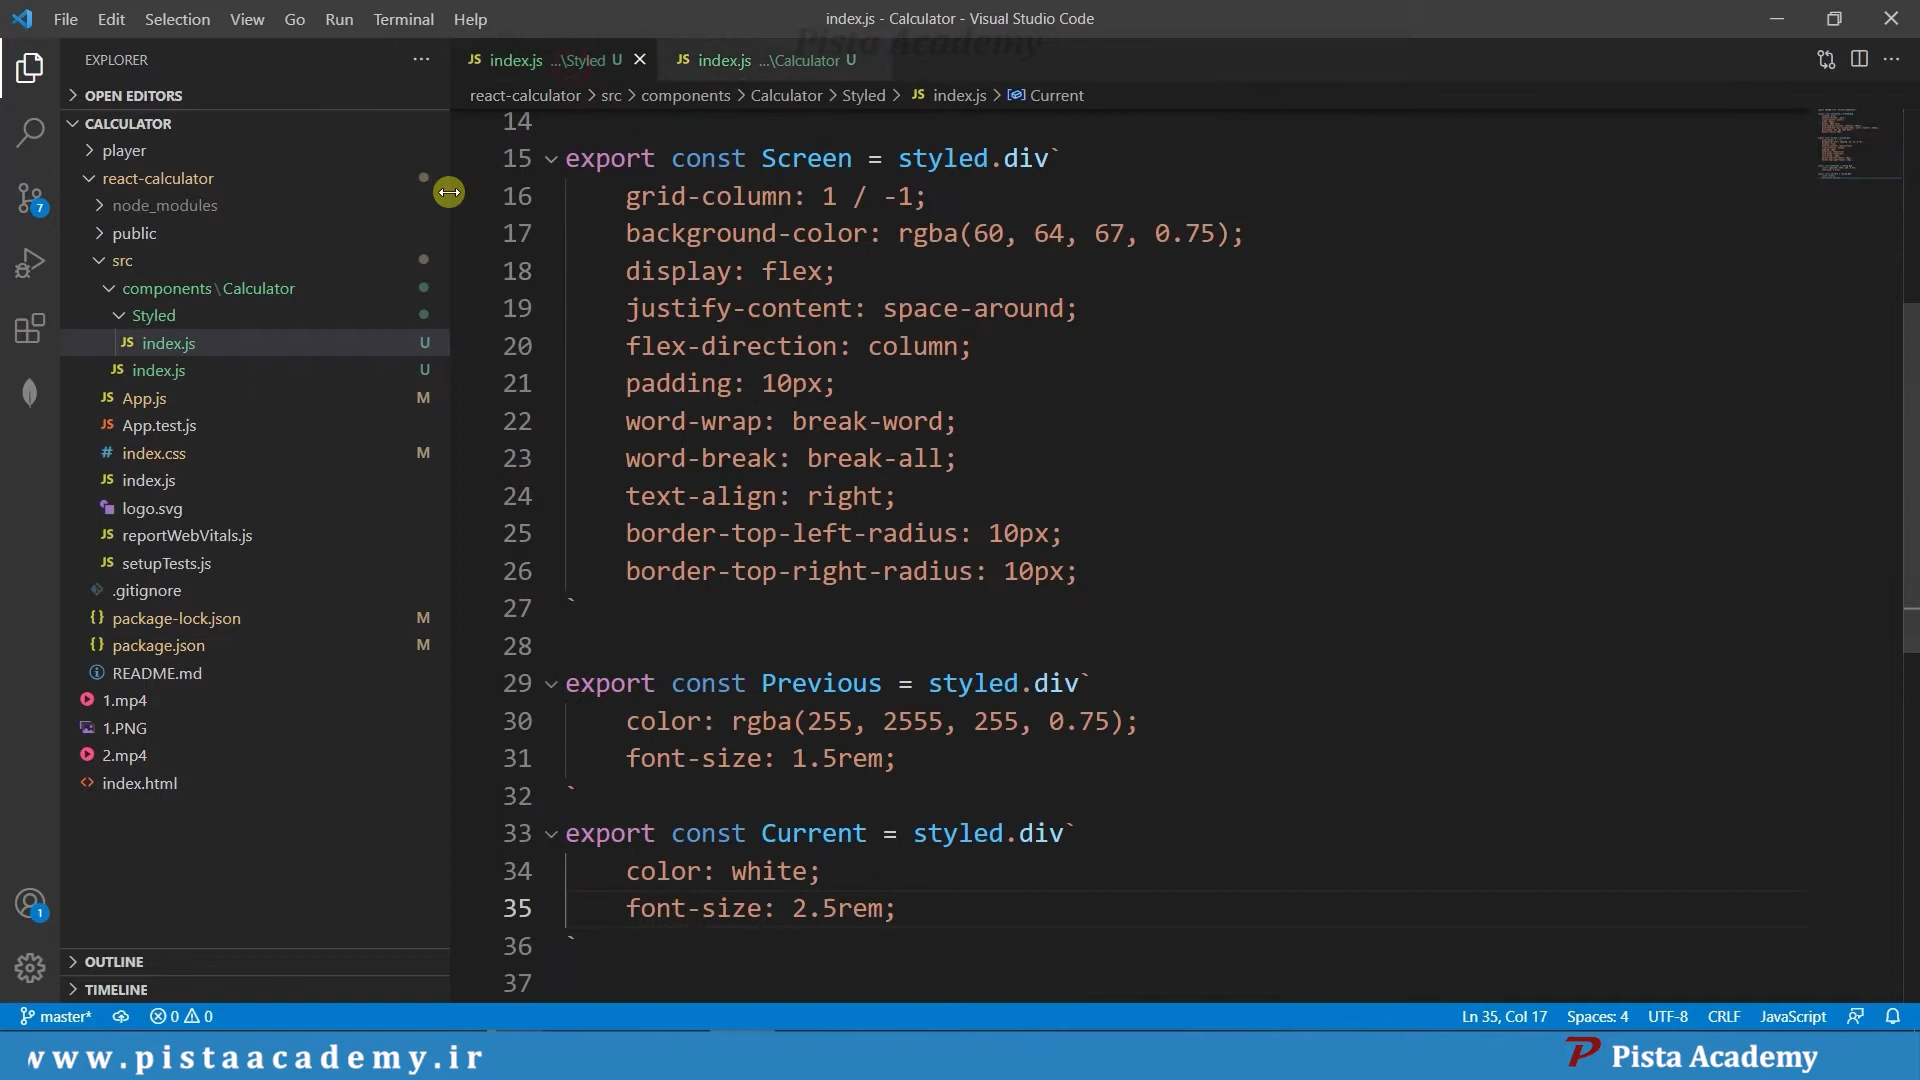 File Edit Selection View Go Run Terminal Help
index.js - Calculator - Visual Studio Code
Pista Academy
EXPLORER
OPEN EDITORS
CALCULATOR
player
react-calculator
node_modules
public
src
components\Calculator
Styled
JS index.js U
JS index.js U
JS App.js M
JS App.test.js
# index.css M
JS index.js
logo.svg
JS reportWebVitals.js
JS setupTests.js
.gitignore
{} package-lock.json M
{} package.json M
README.md
1.mp4
1.PNG
2.mp4
<> index.html
OUTLINE
TIMELINE
7
1
JS index.js ...\Styled U
JS index.js ...\Calculator U
react-calculator > src > components > Calculator > Styled > JS index.js > Current
14
15 export const Screen = styled.div`
16 grid-column: 1 / -1;
17 background-color: rgba(60, 64, 67, 0.75);
18 display: flex;
19 justify-content: space-around;
20 flex-direction: column;
21 padding: 10px;
22 word-wrap: break-word;
23 word-break: break-all;
24 text-align: right;
25 border-top-left-radius: 10px;
26 border-top-right-radius: 10px;
27 `
28
29 export const Previous = styled.div`
30 color: rgba(255, 2555, 255, 0.75);
31 font-size: 1.5rem;
32 `
33 export const Current = styled.div`
34 color: white;
35 font-size: 2.5rem;
36 `
37
master* 0 0 Ln 35, Col 17 Spaces: 4 UTF-8 CRLF JavaScript
www.pistaacademy.ir Pista Academy